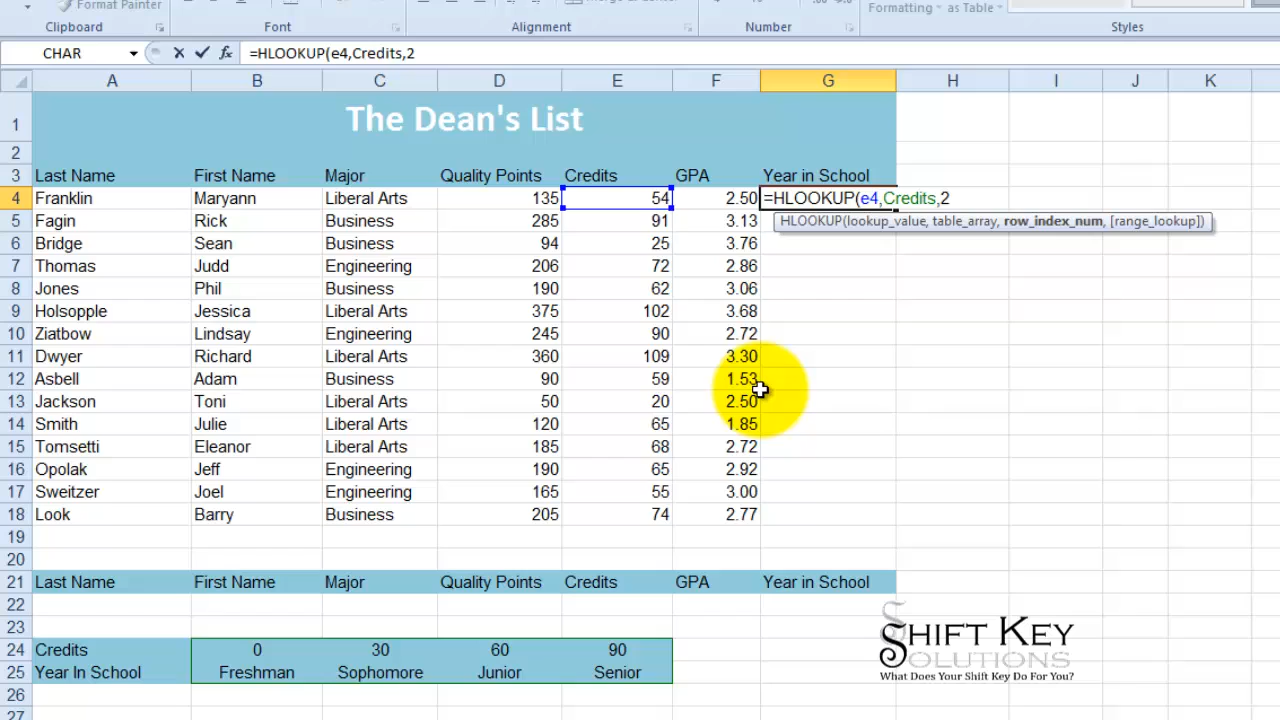 Format Painter
Merge & Center
Formatting as Table
Clipboard Font Alignment Number Styles
CHAR =HLOOKUP(e4,Credits,2
A B C D E F G H I J K
1 The Dean's List
2
3 Last Name First Name Major Quality Points Credits GPA Year in School
4 Franklin Maryann Liberal Arts 135 54 2.50 =HLOOKUP(e4,Credits,2
HLOOKUP(lookup_value, table_array, row_index_num, [range_lookup])
5 Fagin Rick Business 285 91 3.13
6 Bridge Sean Business 94 25 3.76
7 Thomas Judd Engineering 206 72 2.86
8 Jones Phil Business 190 62 3.06
9 Holsopple Jessica Liberal Arts 375 102 3.68
10 Ziatbow Lindsay Engineering 245 90 2.72
11 Dwyer Richard Liberal Arts 360 109 3.30
12 Asbell Adam Business 90 59 1.53
13 Jackson Toni Liberal Arts 50 20 2.50
14 Smith Julie Liberal Arts 120 65 1.85
15 Tomsetti Eleanor Liberal Arts 185 68 2.72
16 Opolak Jeff Engineering 190 65 2.92
17 Sweitzer Joel Engineering 165 55 3.00
18 Look Barry Business 205 74 2.77
19
20
21 Last Name First Name Major Quality Points Credits GPA Year in School
22
23
24 Credits 0 30 60 90
25 Year In School Freshman Sophomore Junior Senior
26
27
SHIFT KEY
SOLUTIONS
What Does Your Shift Key Do For You?